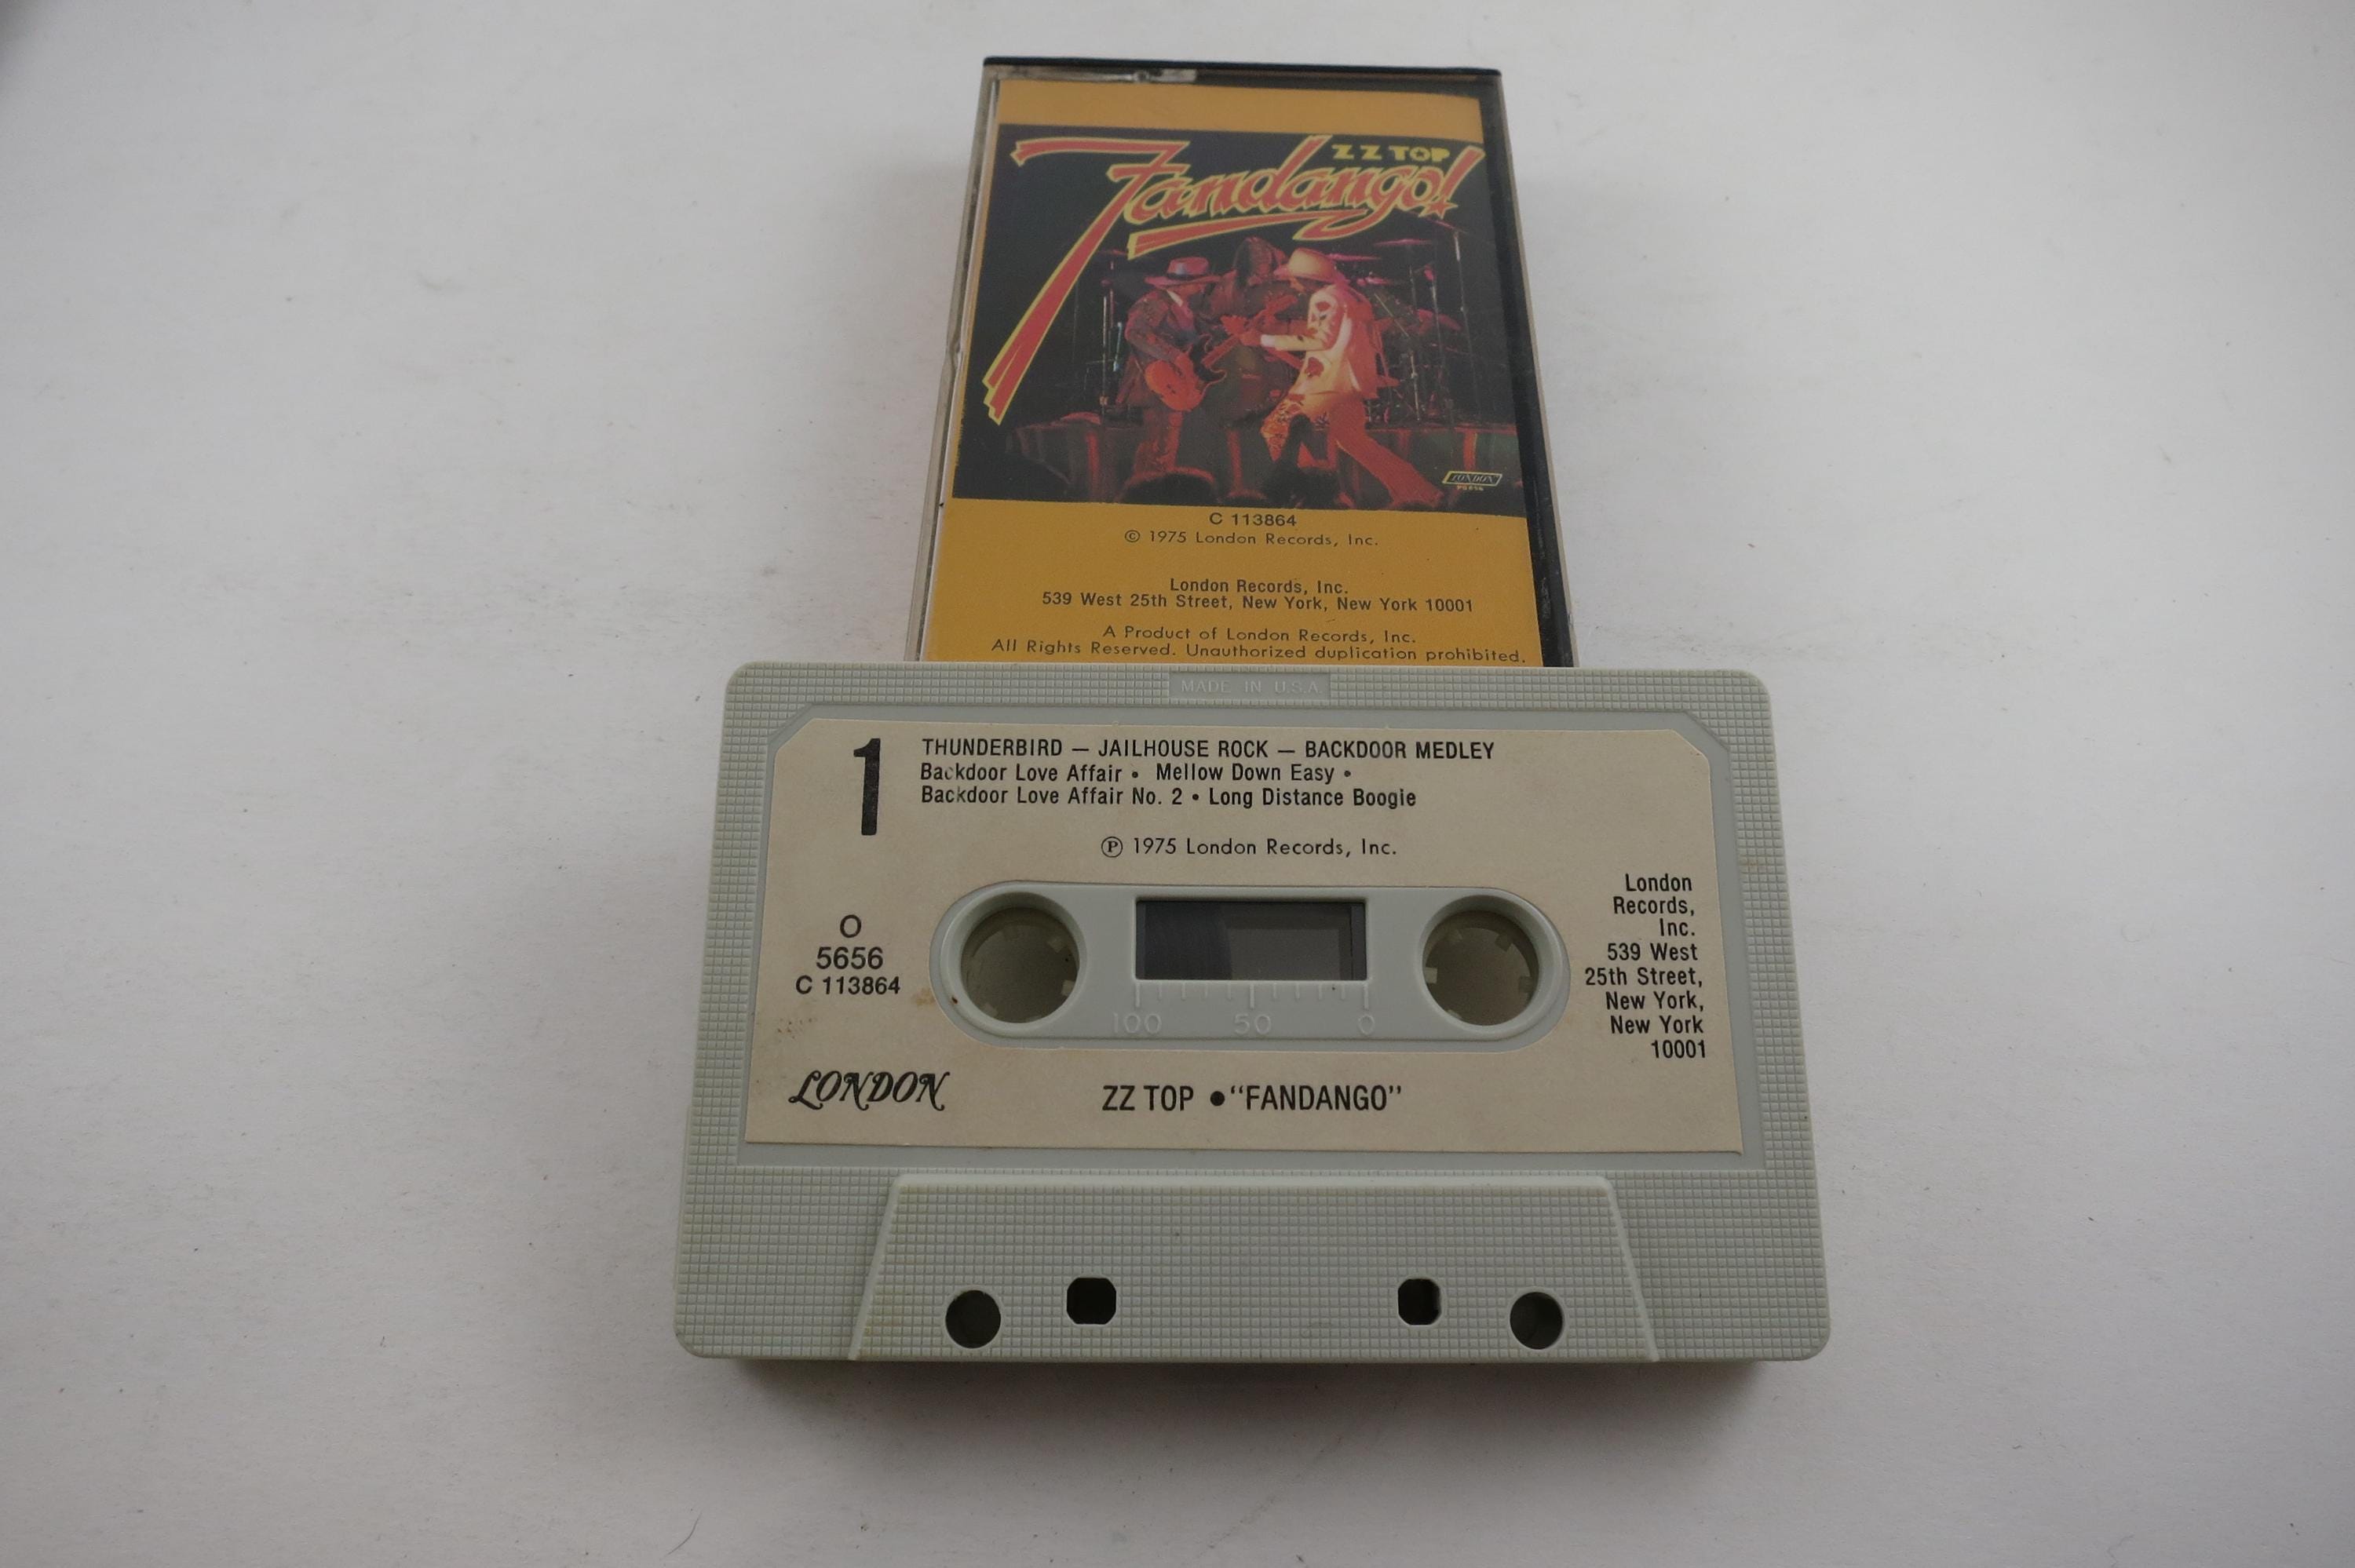 ZZ TOP
Fandango!
LONDON
C 113864
© 1975 London Records, Inc.
London Records, Inc.
539 West 25th Street, New York, New York 10001
A Product of London Records, Inc.
All Rights Reserved. Unauthorized duplication prohibited.
MADE IN U.S.A
1
THUNDERBIRD — JAILHOUSE ROCK — BACKDOOR MEDLEY
Backdoor Love Affair • Mellow Down Easy •
Backdoor Love Affair No. 2 • Long Distance Boogie
Ⓟ 1975 London Records, Inc.
O
5656
C 113864
London
Records,
Inc.
539 West
25th Street,
New York,
New York
10001
100 50 0
LONDON
ZZ TOP •"FANDANGO"